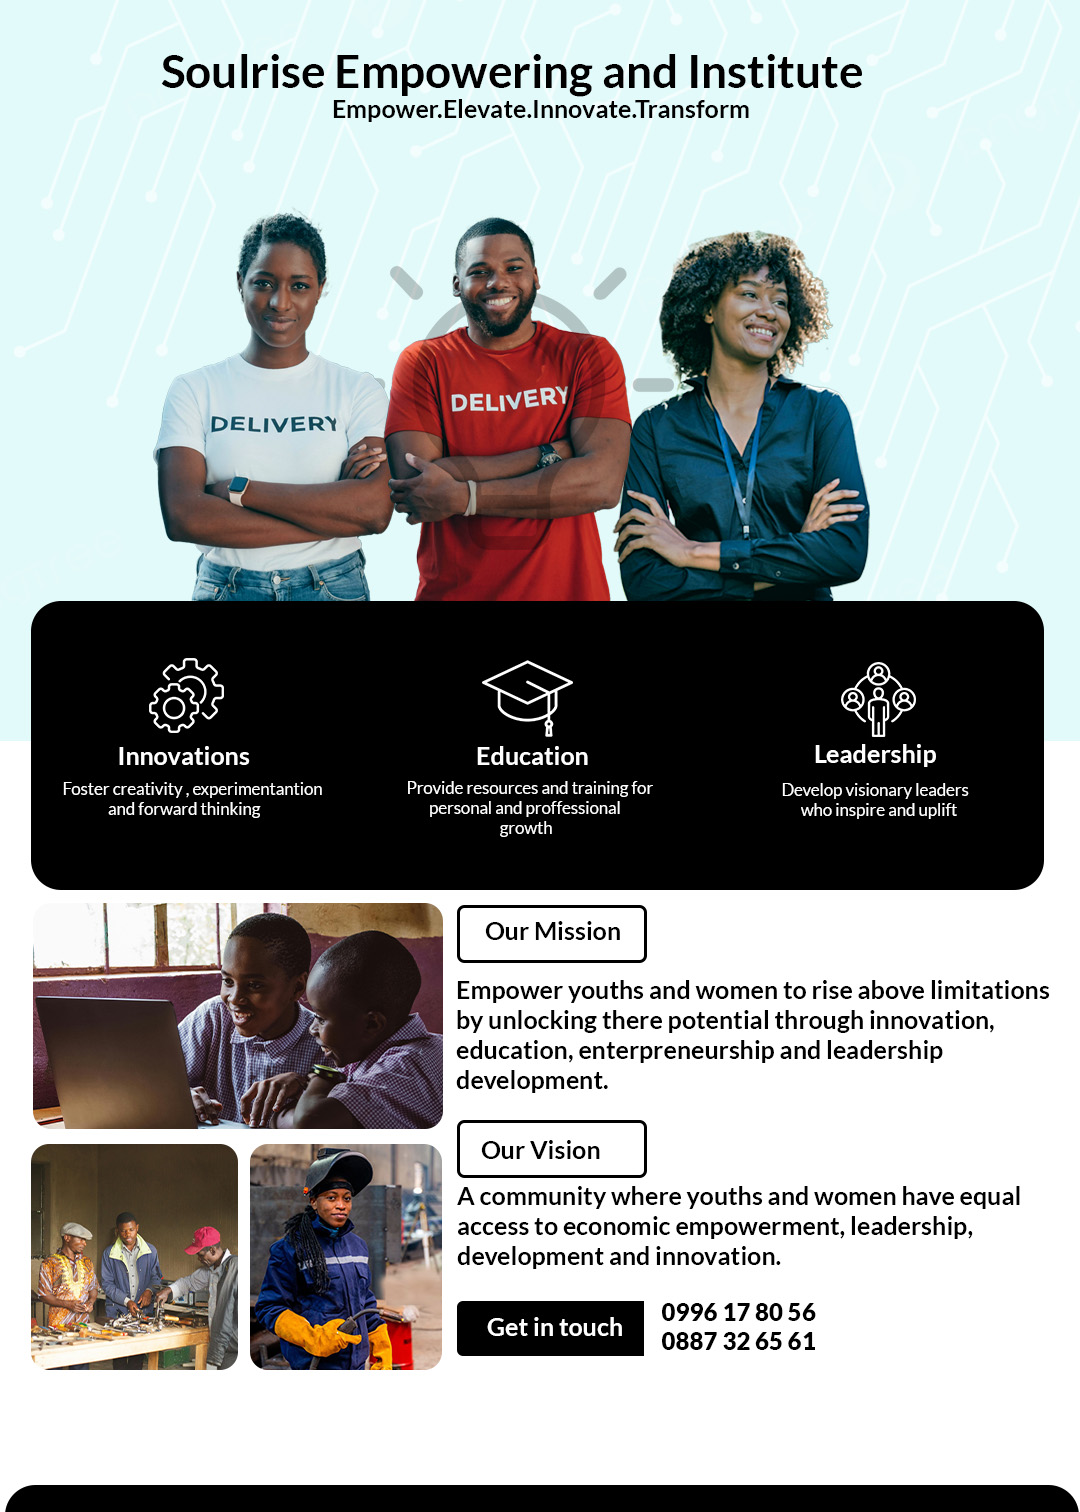 Soulrise Empowering and Institute
Empower.Elevate.Innovate.Transform
DELIVERY
DELIVERY
Innovations
Foster creativity , experimentantion
and forward thinking
Education
Provide resources and training for
personal and proffessional
growth
Leadership
Develop visionary leaders
who inspire and uplift
Our Mission
Empower youths and women to rise above limitations
by unlocking there potential through innovation,
education, enterpreneurship and leadership
development.
Our Vision
A community where youths and women have equal
access to economic empowerment, leadership,
development and innovation.
Get in touch
0996 17 80 56
0887 32 65 61